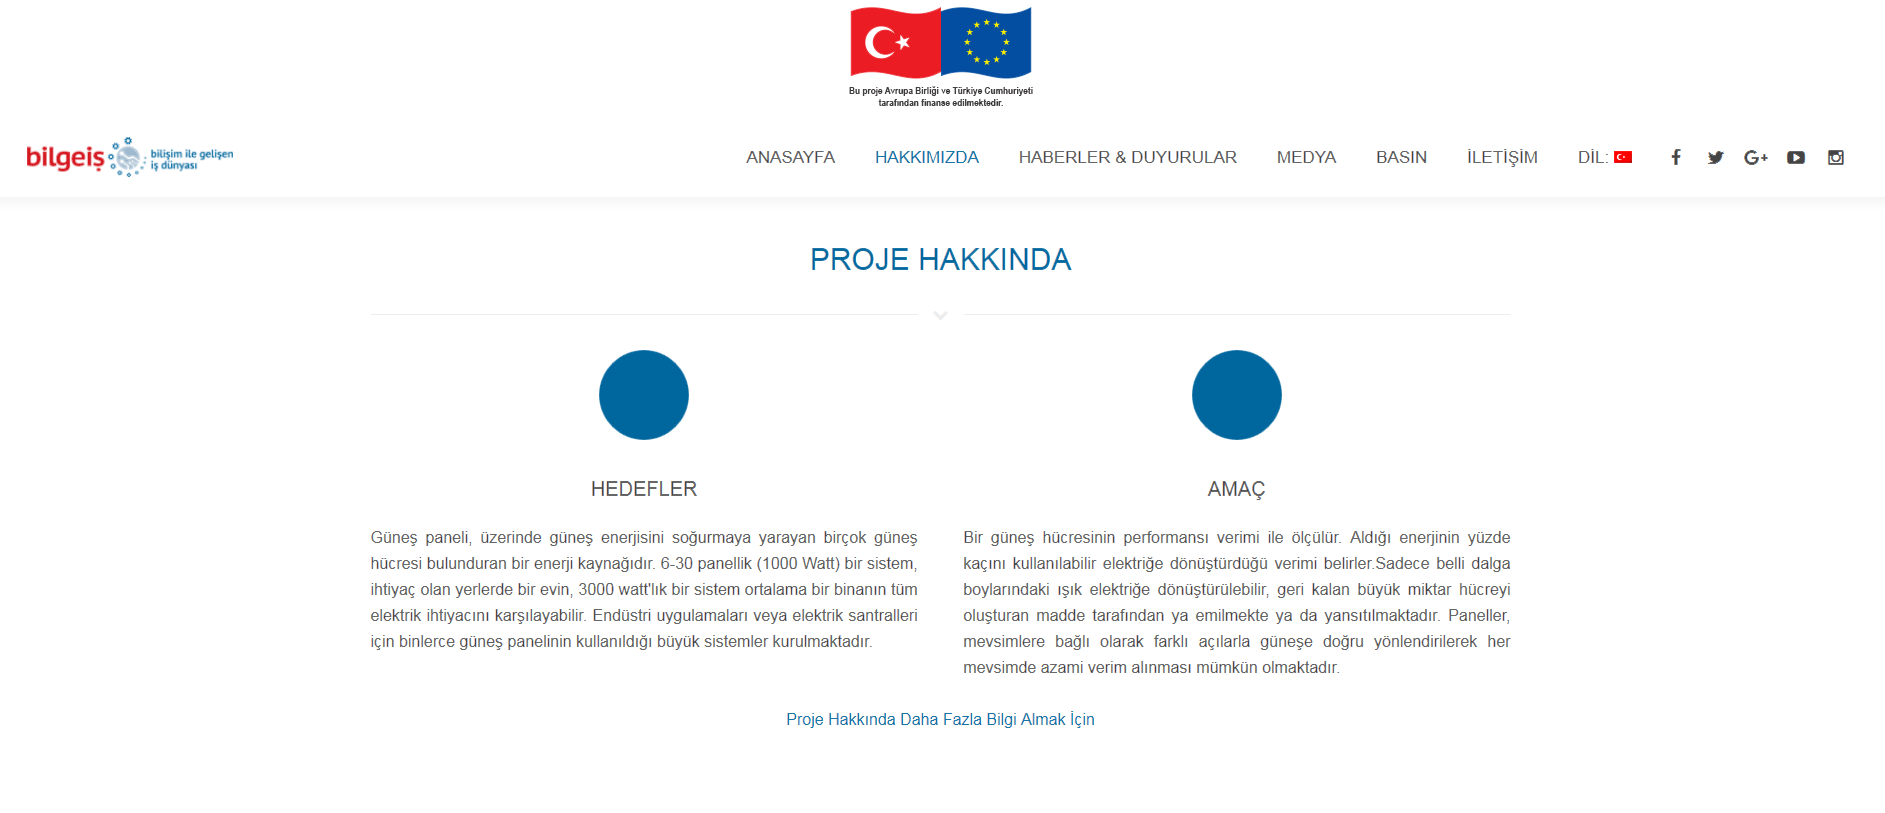 Bu proje Avrupa Birliği ve Türkiye Cumhuriyeti
tarafından finanse edilmektedir.
bilgeiş
bilişim ile gelişen
iş dünyası
ANASAYFA HAKKIMIZDA HABERLER & DUYURULAR MEDYA BASIN İLETİŞİM DİL:
PROJE HAKKINDA
HEDEFLER
Güneş paneli, üzerinde güneş enerjisini soğurmaya yarayan birçok güneş
hücresi bulunduran bir enerji kaynağıdır. 6-30 panellik (1000 Watt) bir sistem,
ihtiyaç olan yerlerde bir evin, 3000 watt'lık bir sistem ortalama bir binanın tüm
elektrik ihtiyacını karşılayabilir. Endüstri uygulamaları veya elektrik santralleri
için binlerce güneş panelinin kullanıldığı büyük sistemler kurulmaktadır.
AMAÇ
Bir güneş hücresinin performansı verimi ile ölçülür. Aldığı enerjinin yüzde
kaçını kullanılabilir elektriğe dönüştürdüğü verimi belirler.Sadece belli dalga
boylarındaki ışık elektriğe dönüştürülebilir, geri kalan büyük miktar hücreyi
oluşturan madde tarafından ya emilmekte ya da yansıtılmaktadır. Paneller,
mevsimlere bağlı olarak farklı açılarla güneşe doğru yönlendirilerek her
mevsimde azami verim alınması mümkün olmaktadır.
Proje Hakkında Daha Fazla Bilgi Almak İçin